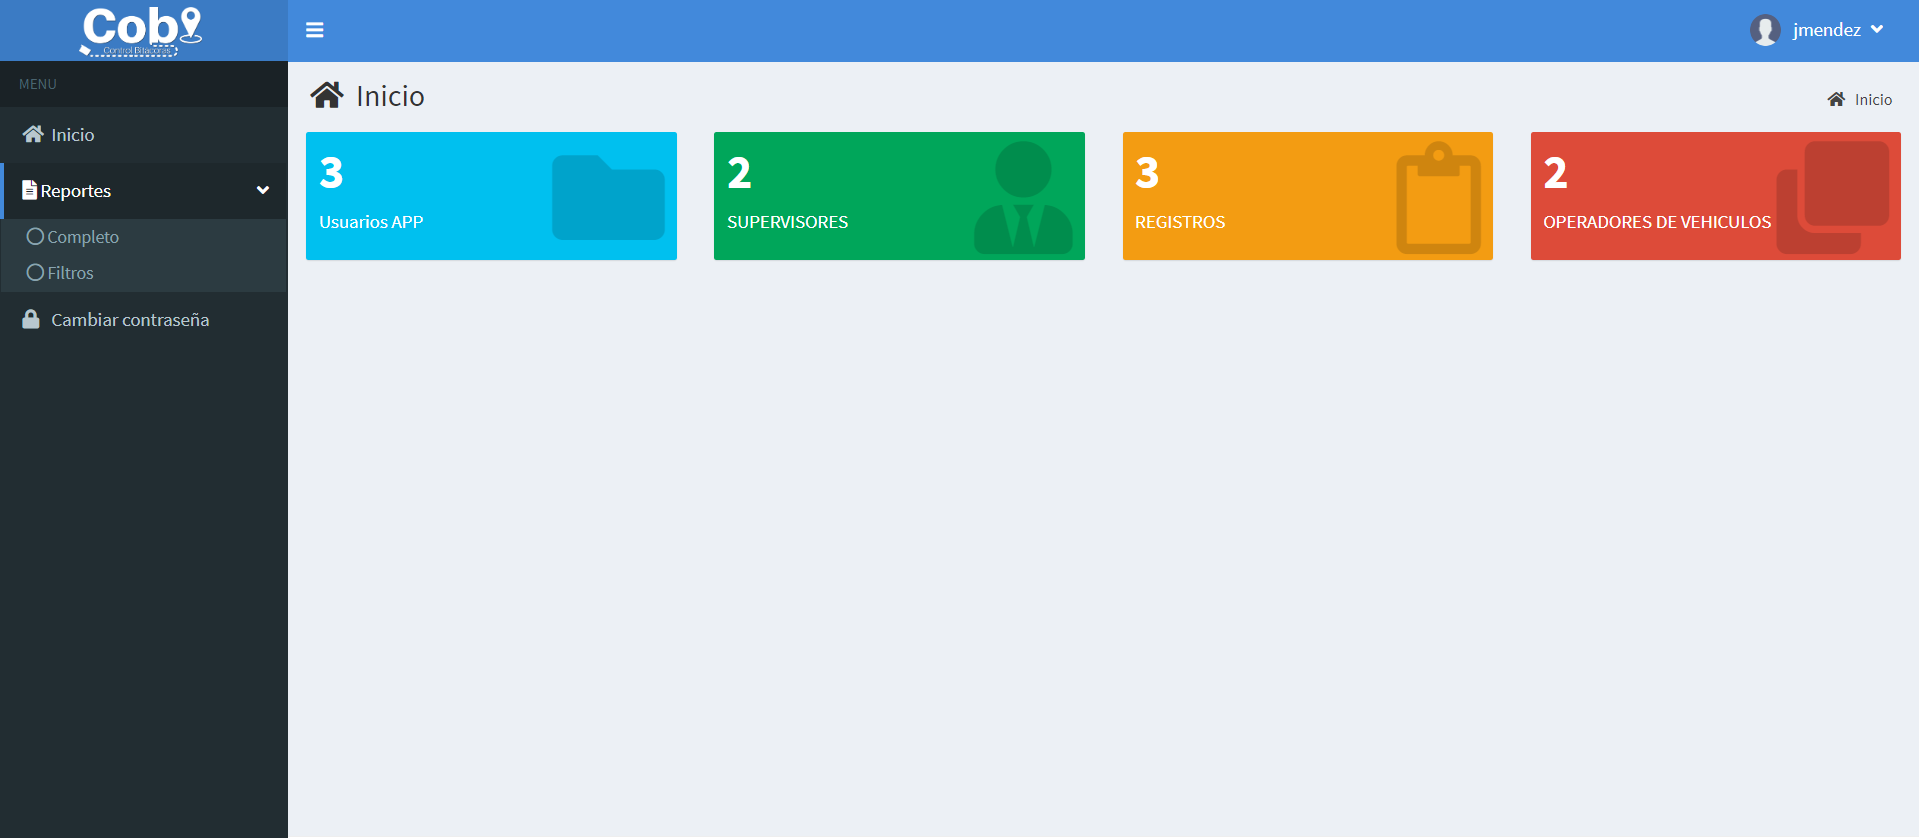 Cob
Control Bitacoras
jmendez
MENU
Inicio
Reportes
Completo
Filtros
Cambiar contraseña
Inicio
Inicio
3
Usuarios APP
2
SUPERVISORES
3
REGISTROS
2
OPERADORES DE VEHICULOS